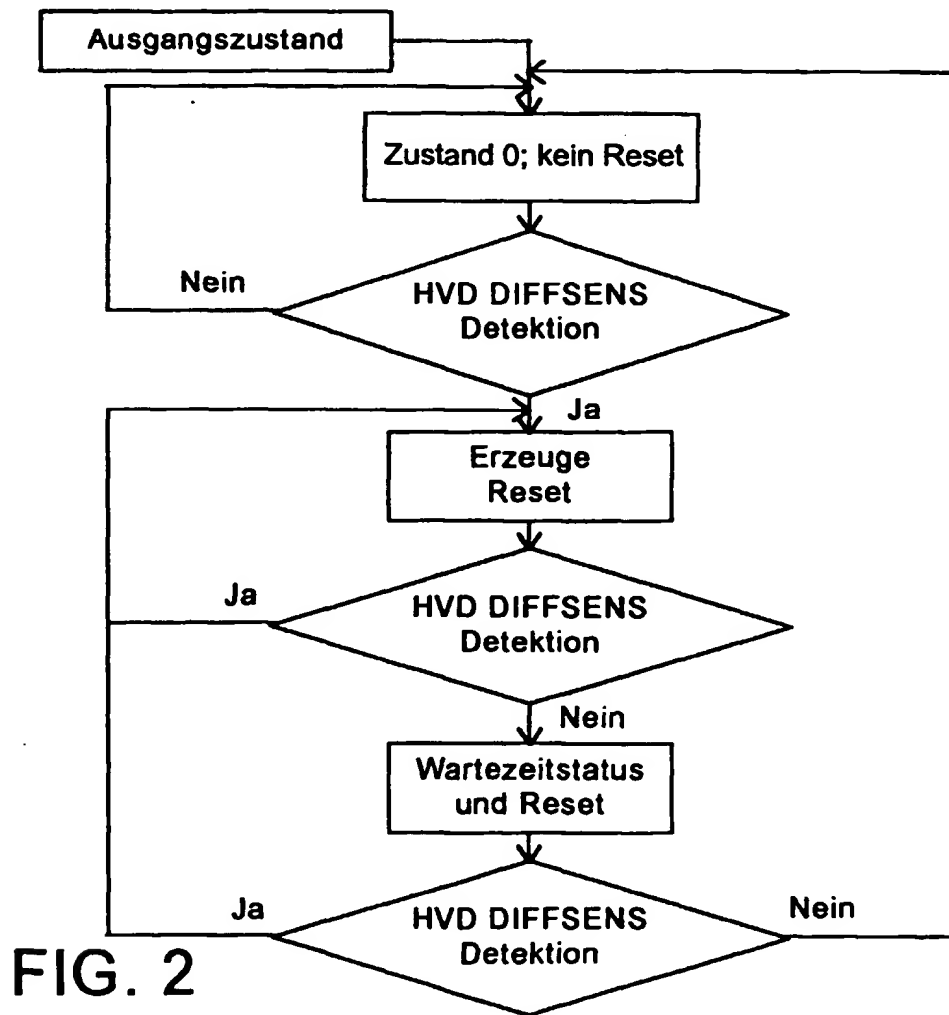 Ausgangszustand
Zustand 0; kein Reset
Nein
HVD DIFFSENS
Detektion
Ja
Erzeuge
Reset
Ja
HVD DIFFSENS
Detektion
Nein
Wartezeitstatus
und Reset
Ja
HVD DIFFSENS
Detektion
Nein
FIG. 2